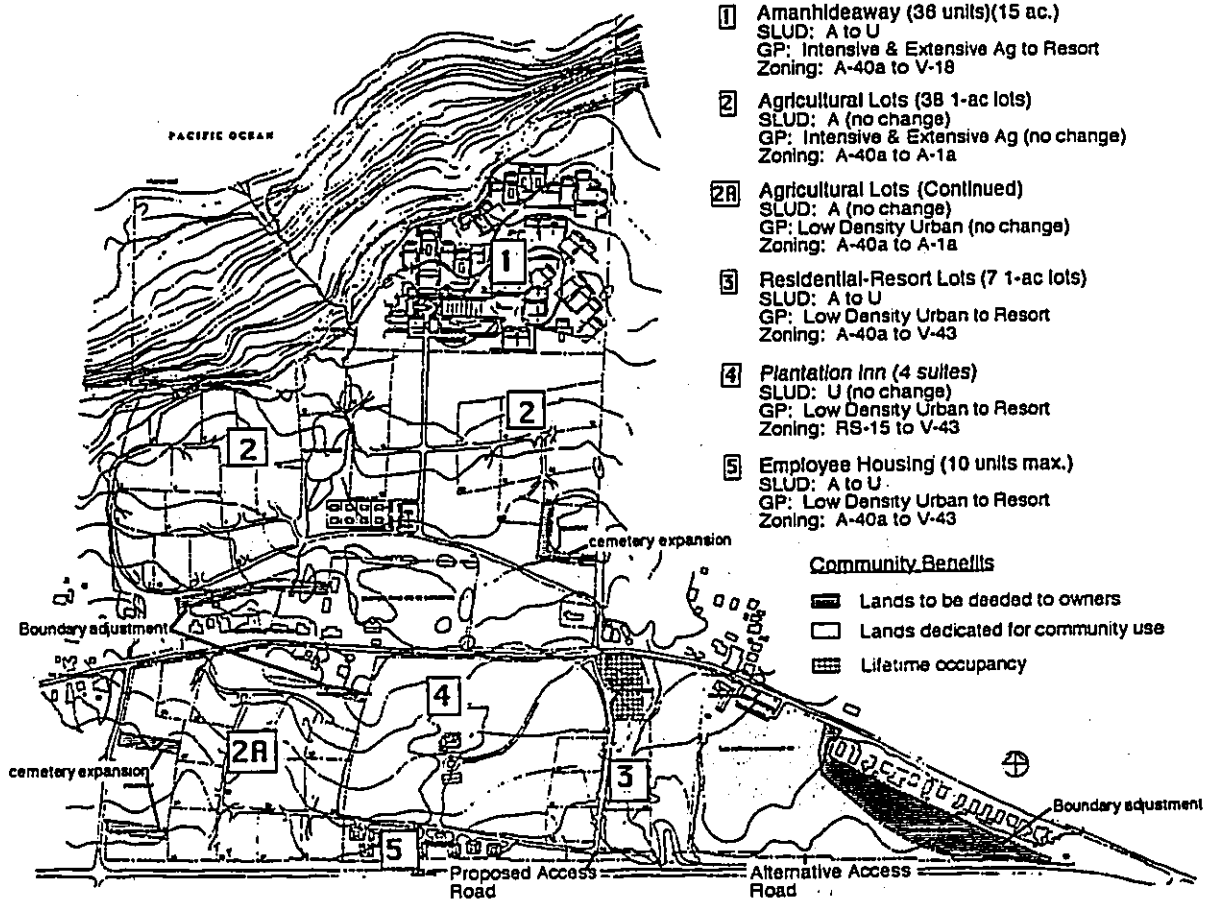 1 Amanhideaway (36 units)(15 ac.)
SLUD: A to U
GP: Intensive & Extensive Ag to Resort
Zoning: A-40a to V-18
2 Agricultural Lots (38 1-ac lots)
SLUD: A (no change)
GP: Intensive & Extensive Ag (no change)
Zoning: A-40a to A-1a
2A Agricultural Lots (Continued)
SLUD: A (no change)
GP: Low Density Urban (no change)
Zoning: A-40a to A-1a
3 Residential-Resort Lots (7 1-ac lots)
SLUD: A to U
GP: Low Density Urban to Resort
Zoning: A-40a to V-43
4 Plantation Inn (4 suites)
SLUD: U (no change)
GP: Low Density Urban to Resort
Zoning: RS-15 to V-43
5 Employee Housing (10 units max.)
SLUD: A to U
GP: Low Density Urban to Resort
Zoning: A-40a to V-43
Community Benefits
Lands to be deeded to owners
Lands dedicated for community use
Lifetime occupancy
PACIFIC OCEAN
1
2
2
cemetery expansion
Boundary adjustment
4
2A
3
cemetery expansion
Boundary adjustment
5
Proposed Access
Road
Alternative Access
Road